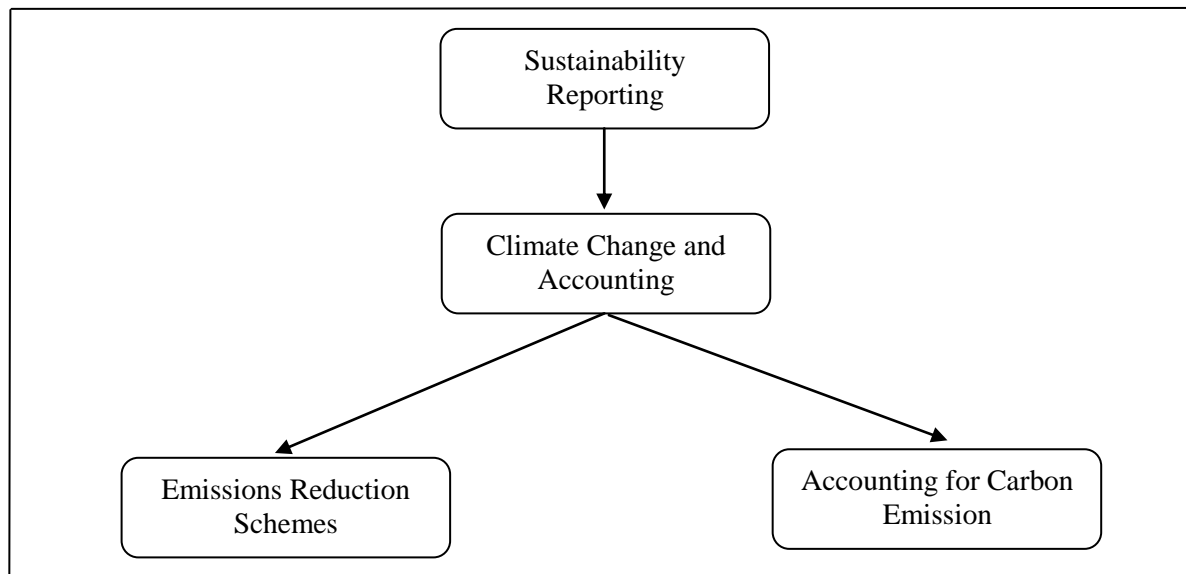 Sustainability
Reporting
Climate Change and
Accounting
Emissions Reduction
Schemes
Accounting for Carbon
Emission